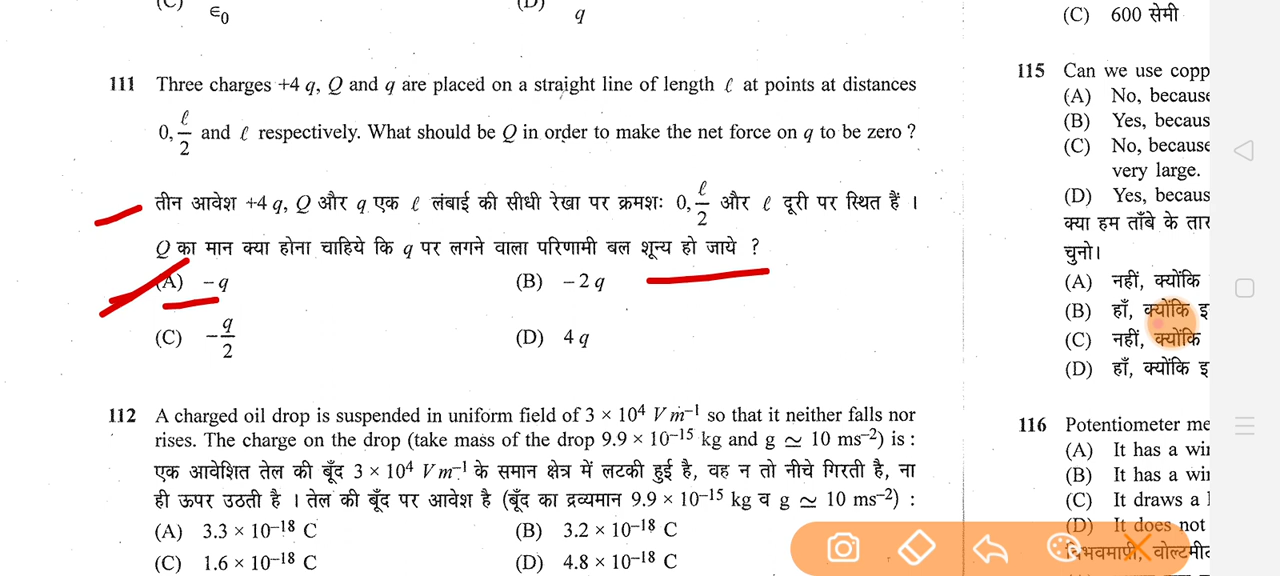 (C) ϵ₀
(D) q
111 Three charges +4 q, Q and q are placed on a straight line of length ℓ at points at distances
0, ℓ/2 and ℓ respectively. What should be Q in order to make the net force on q to be zero ?
तीन आवेश +4 q, Q और q एक ℓ लंबाई की सीधी रेखा पर क्रमशः 0, ℓ/2 और ℓ दूरी पर स्थित हैं ।
Q का मान क्या होना चाहिये कि q पर लगने वाला परिणामी बल शून्य हो जाये ?
(A) -q
(B) -2 q
(C) -q/2
(D) 4 q
112 A charged oil drop is suspended in uniform field of 3 × 10⁴ V m⁻¹ so that it neither falls nor
rises. The charge on the drop (take mass of the drop 9.9 × 10⁻¹⁵ kg and g ≃ 10 ms⁻²) is :
एक आवेशित तेल की बूँद 3 × 10⁴ V m⁻¹ के समान क्षेत्र में लटकी हुई है, वह न तो नीचे गिरती है, ना
ही ऊपर उठती है । तेल की बूँद पर आवेश है (बूँद का द्रव्यमान 9.9 × 10⁻¹⁵ kg व g ≃ 10 ms⁻²) :
(A) 3.3 × 10⁻¹⁸ C
(B) 3.2 × 10⁻¹⁸ C
(C) 1.6 × 10⁻¹⁸ C
(D) 4.8 × 10⁻¹⁸ C
(C) 600 सेमी
115 Can we use copp
(A) No, because
(B) Yes, becaus
(C) No, because
very large.
(D) Yes, becaus
क्या हम ताँबे के तार
चुनो।
(A) नहीं, क्योंकि
(B) हाँ, क्योंकि इ
(C) नहीं, क्योंकि
(D) हाँ, क्योंकि इ
116 Potentiometer me
(A) It has a wir
(B) It has a wir
(C) It draws a l
(D) It does not
विभवमापी, वोल्टमीट